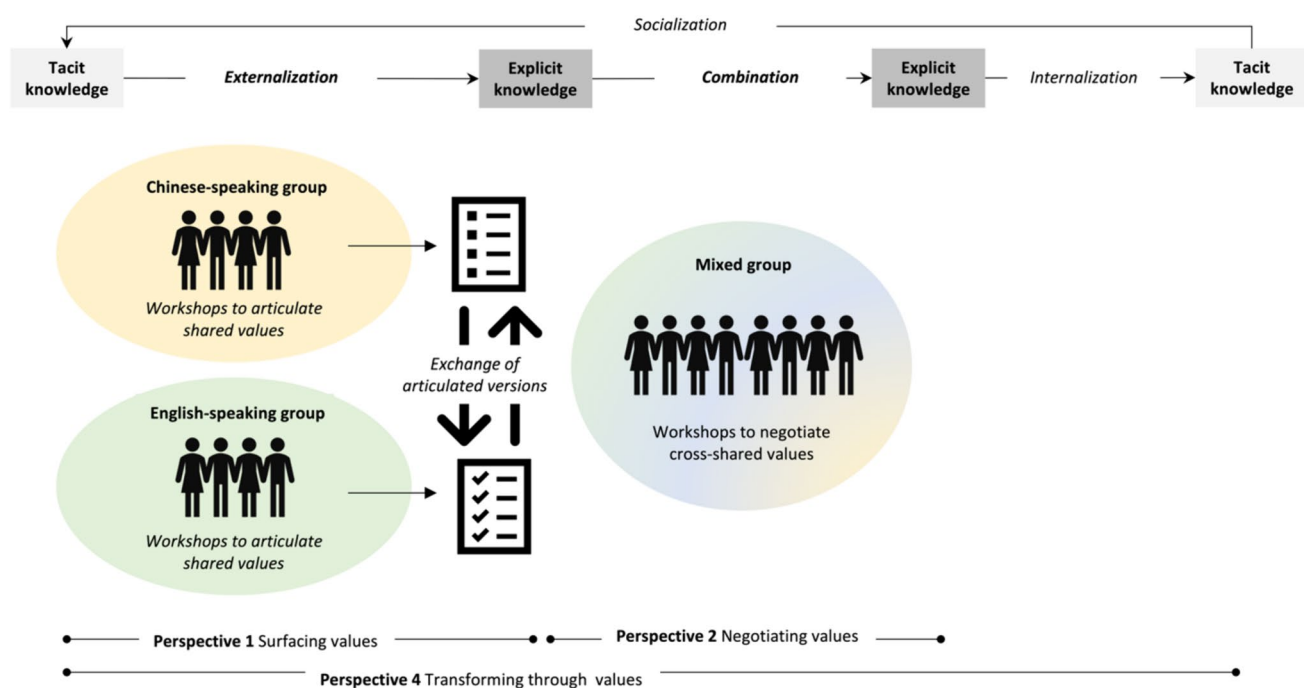 Socialization
Tacit
knowledge
Externalization
Explicit
knowledge
Combination
Explicit
knowledge
Internalization
Tacit
knowledge
Chinese-speaking group
Workshops to articulate
shared values
Exchange of
articulated versions
English-speaking group
Workshops to articulate
shared values
Mixed group
Workshops to negotiate
cross-shared values
Perspective 1 Surfacing values
Perspective 2 Negotiating values
Perspective 4 Transforming through values